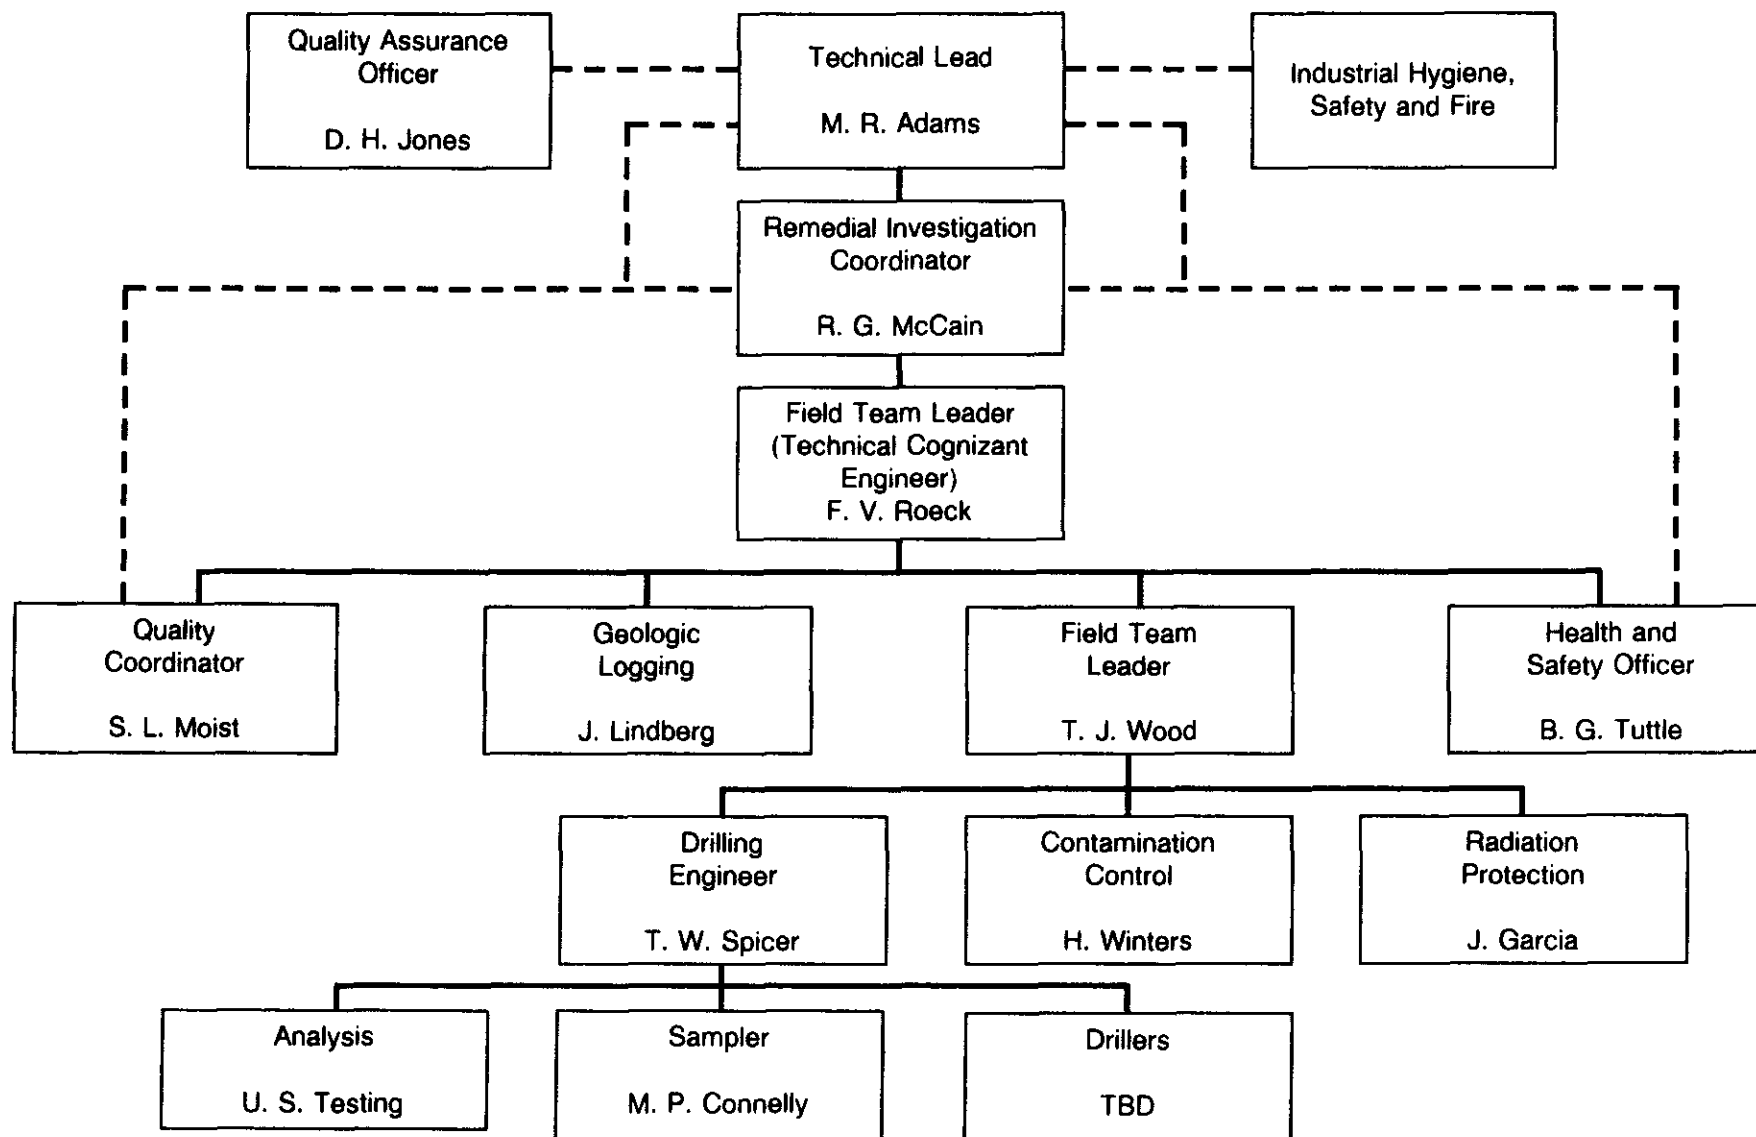 Quality Assurance
Officer
D. H. Jones
Technical Lead
M. R. Adams
Industrial Hygiene,
Safety and Fire
Remedial Investigation
Coordinator
R. G. McCain
Field Team Leader
(Technical Cognizant
Engineer)
F. V. Roeck
Quality
Coordinator
S. L. Moist
Geologic
Logging
J. Lindberg
Field Team
Leader
T. J. Wood
Health and
Safety Officer
B. G. Tuttle
Drilling
Engineer
T. W. Spicer
Contamination
Control
H. Winters
Radiation
Protection
J. Garcia
Analysis
U. S. Testing
Sampler
M. P. Connelly
Drillers
TBD